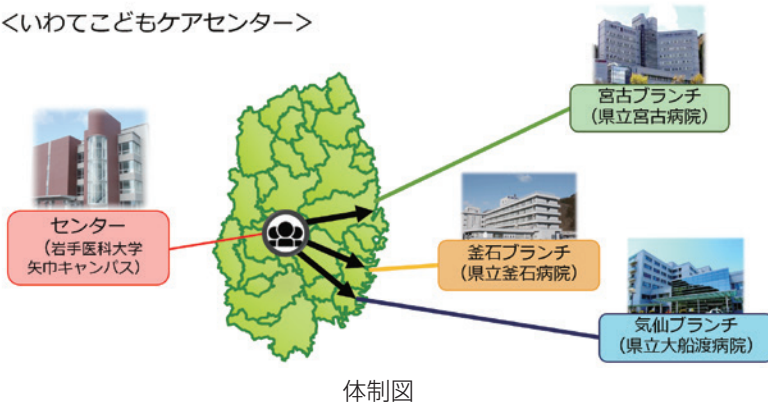 <いわてこどもケアセンター>
宮古ブランチ
(県立宮古病院)
センター
(岩手医科大学
矢巾キャンパス)
釜石ブランチ
(県立釜石病院)
気仙ブランチ
(県立大船渡病院)
体制図